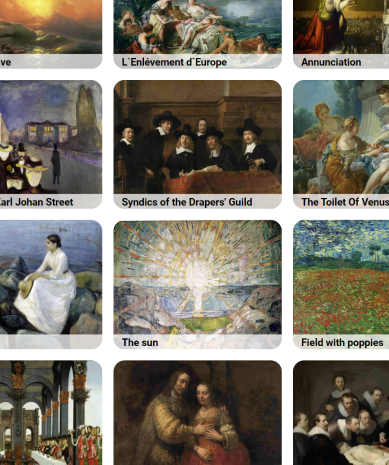 ve
L´Enlévement d´Europe
Annunciation
Karl Johan Street
Syndics of the Drapers' Guild
The Toilet Of Venus
The sun
Field with poppies